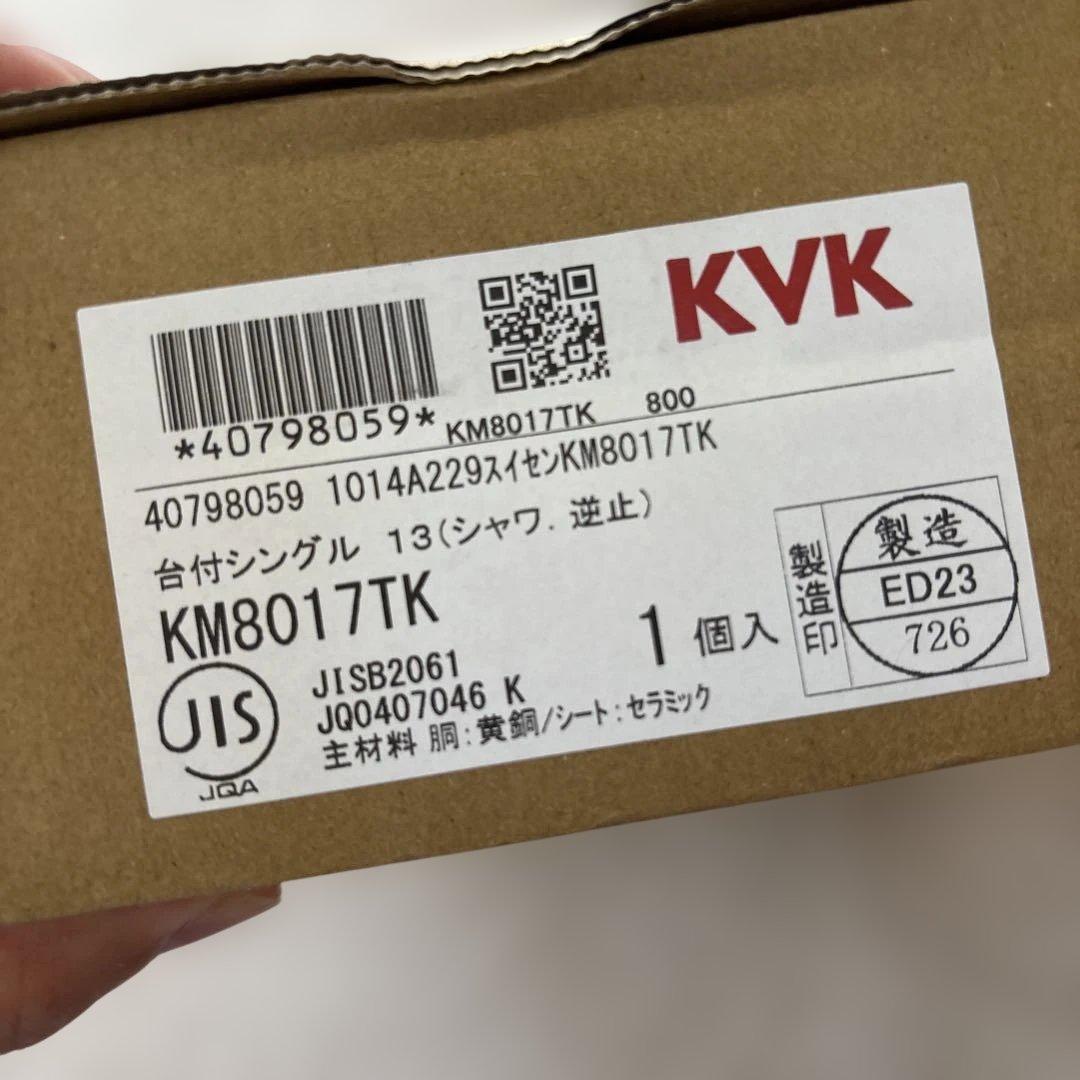 KVK
*40798059*
KM8017TK 800
40798059 1014A229スイセンKM8017TK
台付シングル 13(シャワ.逆止)
KM8017TK
1個入
製造印
製造
ED23
726
JIS
JQA
JISB2061
JQ0407046 K
主材料 胴:黄銅/シート:セラミック